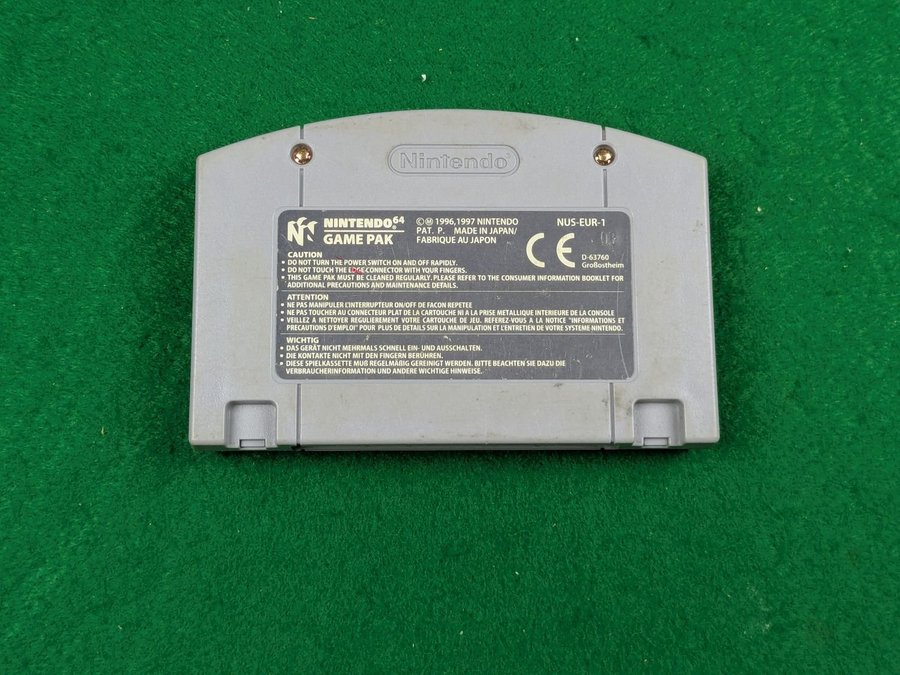 Nintendo®
NINTENDO®64
GAME PAK
©Ⓜ 1996,1997 NINTENDO
PAT. P. MADE IN JAPAN/
FABRIQUE AU JAPON
NUS-EUR-1
CE
D-63760
Großostheim
CAUTION
• DO NOT TURN THE POWER SWITCH ON AND OFF RAPIDLY.
• DO NOT TOUCH THE EDGE CONNECTOR WITH YOUR FINGERS.
• THIS GAME PAK MUST BE CLEANED REGULARLY. PLEASE REFER TO THE CONSUMER INFORMATION BOOKLET FOR
ADDITIONAL PRECAUTIONS AND MAINTENANCE DETAILS.
ATTENTION
• NE PAS MANIPULER L'INTERRUPTEUR ON/OFF DE FACON REPETEE
• NE PAS TOUCHER AU CONNECTEUR PLAT DE LA CARTOUCHE NI A LA PRISE METALLIQUE INTERIEURE DE LA CONSOLE
• VEILLEZ A NETTOYER REGULIEREMENT VOTRE CARTOUCHE DE JEU. REFEREZ-VOUS A LA NOTICE "INFORMATIONS ET
PRECAUTIONS D'EMPLOI" POUR PLUS DE DETAILS SUR LA MANIPULATION ET L'ENTRETIEN DE VOTRE SYSTEME NINTENDO.
WICHTIG
• DAS GERÄT NICHT MEHRMALS SCHNELL EIN- UND AUSSCHALTEN.
• DIE KONTAKTE NICHT MIT DEN FINGERN BERÜHREN.
• DIESE SPIELKASSETTE MUß REGELMÄßIG GEREINIGT WERDEN. BITTE BEACHTEN SIE DAZU DIE
VERBRAUCHERINFORMATION UND ANDERE WICHTIGE HINWEISE.